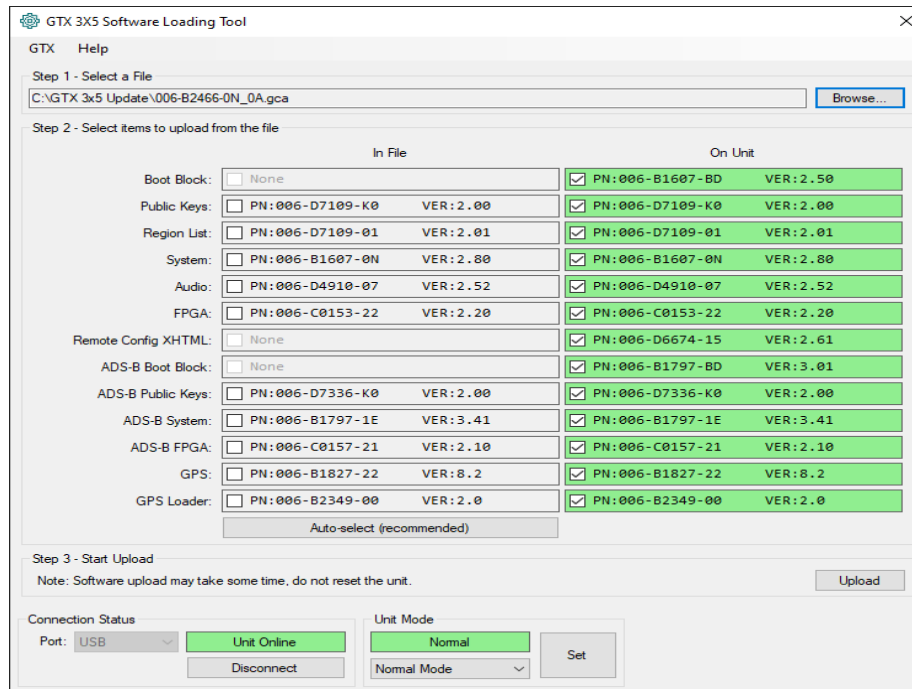 GTX 3X5 Software Loading Tool
GTX Help
Step 1 - Select a File
C:\GTX 3x5 Update\006-B2466-0N_0A.gca Browse...
Step 2 - Select items to upload from the file
In File On Unit
Boot Block: None PN:006-B1607-BD VER:2.50
Public Keys: PN:006-D7109-K0 VER:2.00 PN:006-D7109-K0 VER:2.00
Region List: PN:006-D7109-01 VER:2.01 PN:006-D7109-01 VER:2.01
System: PN:006-B1607-0N VER:2.80 PN:006-B1607-0N VER:2.80
Audio: PN:006-D4910-07 VER:2.52 PN:006-D4910-07 VER:2.52
FPGA: PN:006-C0153-22 VER:2.20 PN:006-C0153-22 VER:2.20
Remote Config XHTML: None PN:006-D6674-15 VER:2.61
ADS-B Boot Block: None PN:006-B1797-BD VER:3.01
ADS-B Public Keys: PN:006-D7336-K0 VER:2.00 PN:006-D7336-K0 VER:2.00
ADS-B System: PN:006-B1797-1E VER:3.41 PN:006-B1797-1E VER:3.41
ADS-B FPGA: PN:006-C0157-21 VER:2.10 PN:006-C0157-21 VER:2.10
GPS: PN:006-B1827-22 VER:8.2 PN:006-B1827-22 VER:8.2
GPS Loader: PN:006-B2349-00 VER:2.0 PN:006-B2349-00 VER:2.0
Auto-select (recommended)
Step 3 - Start Upload
Note: Software upload may take some time, do not reset the unit. Upload
Connection Status Unit Mode
Port: USB Unit Online Normal
Disconnect Normal Mode Set